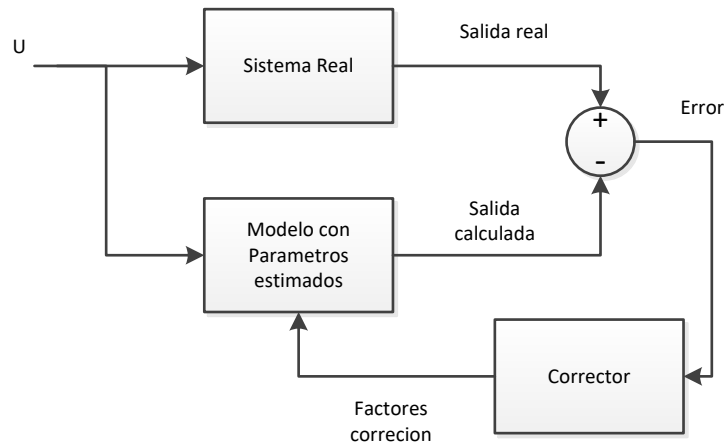 U
Sistema Real
Salida real
+
-
Error
Modelo con
Parametros
estimados
Salida
calculada
Corrector
Factores
correcion